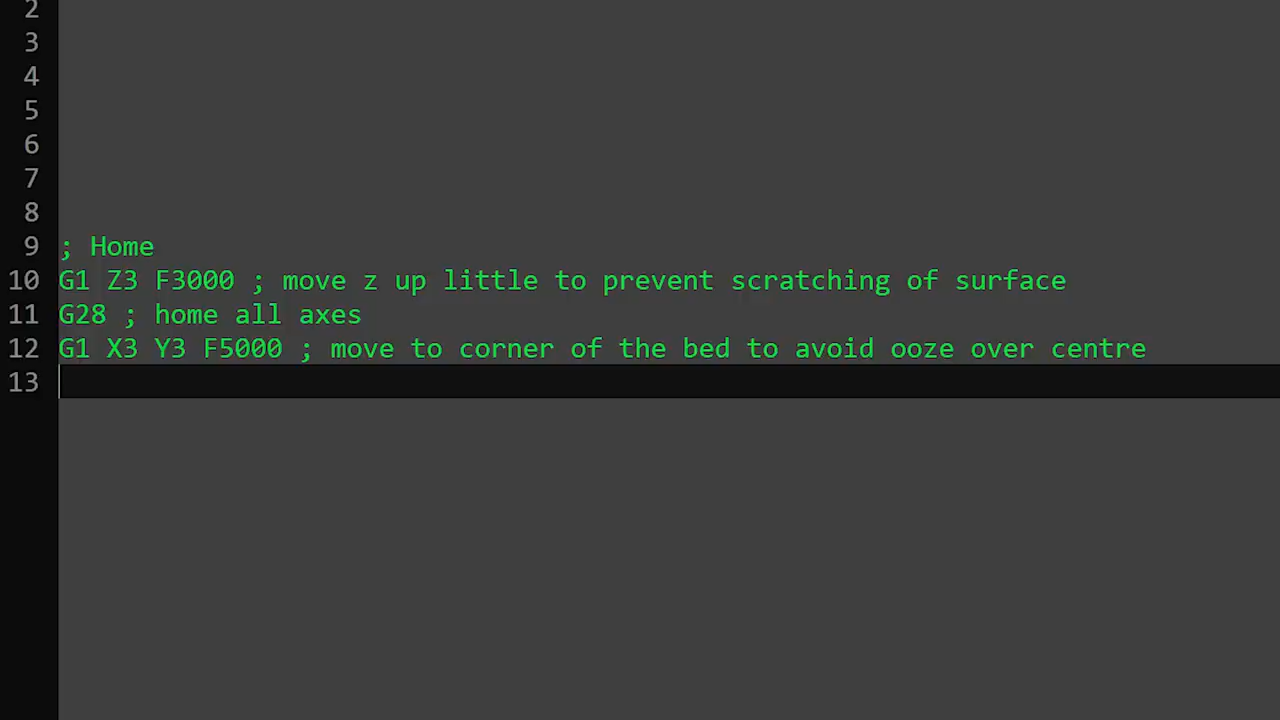 2
3
4
5
6
7
8
9 ; Home
10 G1 Z3 F3000 ; move z up little to prevent scratching of surface
11 G28 ; home all axes
12 G1 X3 Y3 F5000 ; move to corner of the bed to avoid ooze over centre
13